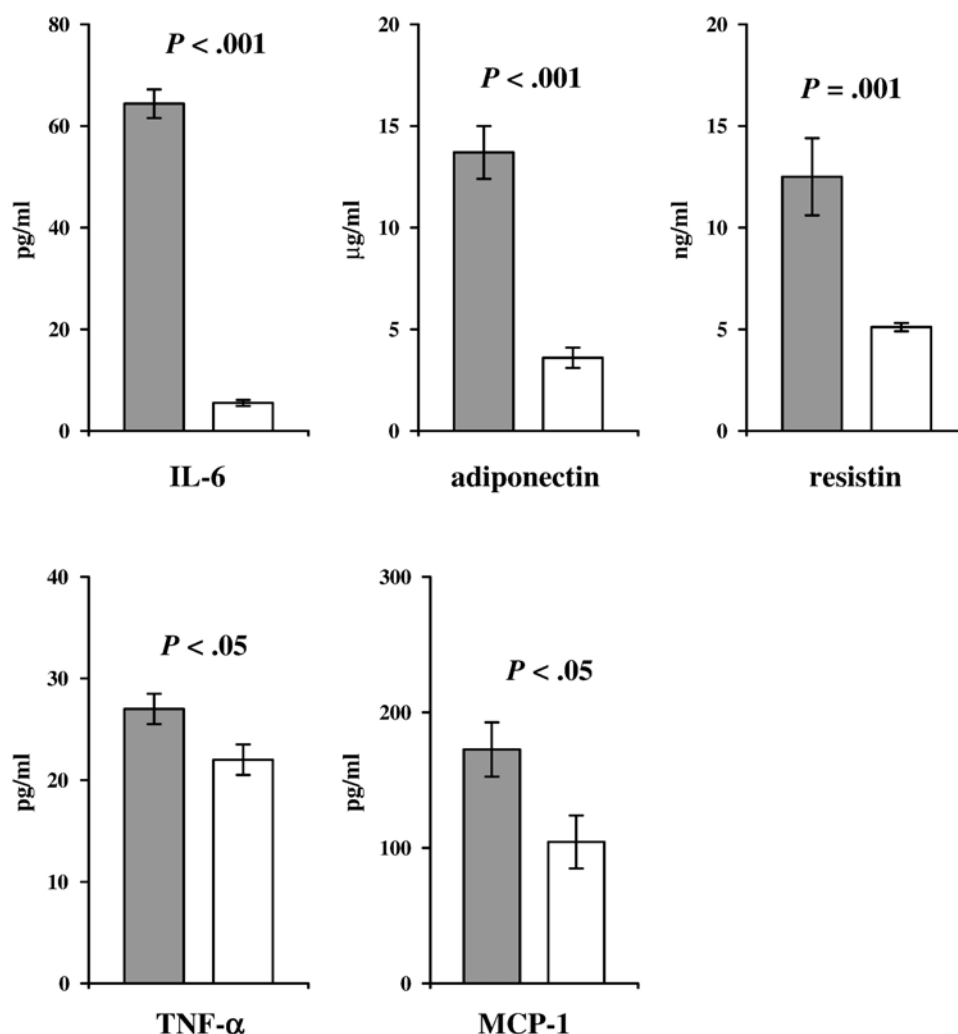 80
60
40
20
0
pg/ml
P < .001
IL-6
20
15
10
5
0
µg/ml
P < .001
adiponectin
20
15
10
5
0
ng/ml
P = .001
resistin
40
30
20
10
0
pg/ml
P < .05
TNF-α
300
200
100
0
pg/ml
P < .05
MCP-1